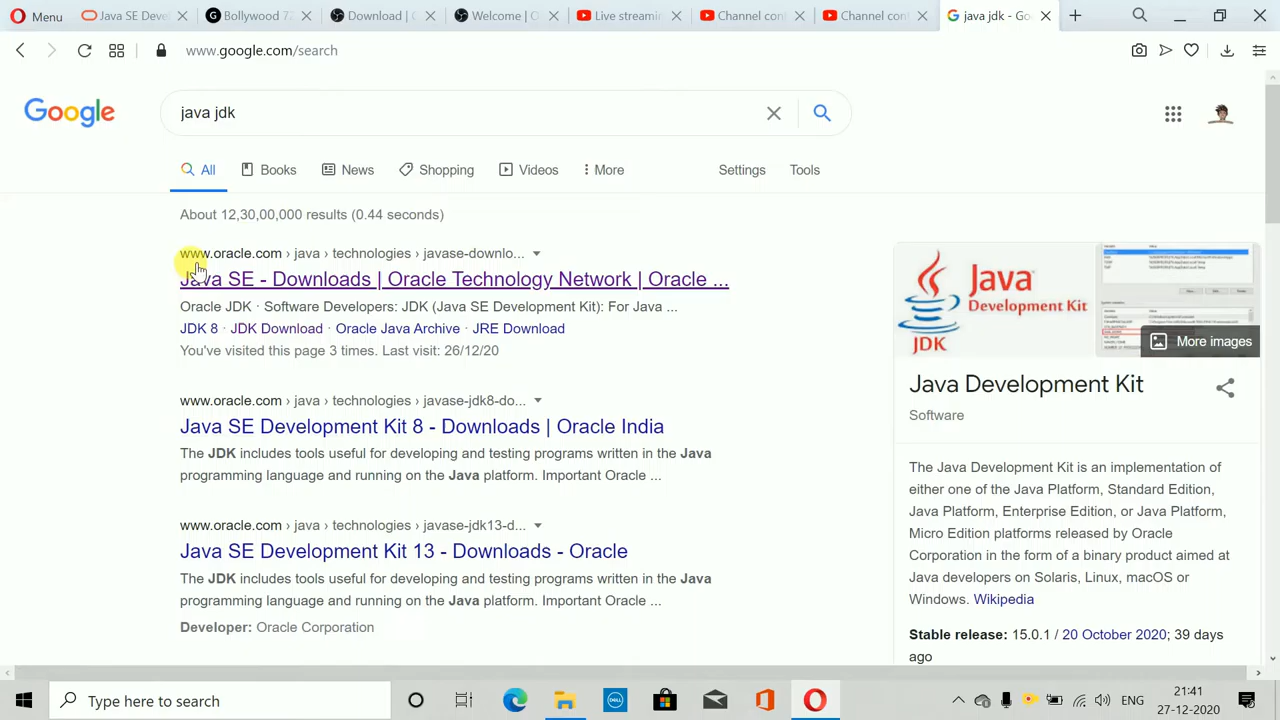 Menu
Java SE Deve
Bollywood 7
Download |
Welcome | O
Live streamin
Channel con
Channel con
java jdk - Go
www.google.com/search
Google
java jdk
All
Books
News
Shopping
Videos
More
Settings
Tools
About 12,30,00,000 results (0.44 seconds)
www.oracle.com › java › technologies › javase-downlo...
Java SE - Downloads | Oracle Technology Network | Oracle ...
Oracle JDK · Software Developers: JDK (Java SE Development Kit): For Java ...
JDK 8 · JDK Download · Oracle Java Archive · JRE Download
You've visited this page 3 times. Last visit: 26/12/20
www.oracle.com › java › technologies › javase-jdk8-do...
Java SE Development Kit 8 - Downloads | Oracle India
The JDK includes tools useful for developing and testing programs written in the Java
programming language and running on the Java platform. Important Oracle ...
www.oracle.com › java › technologies › javase-jdk13-d...
Java SE Development Kit 13 - Downloads - Oracle
The JDK includes tools useful for developing and testing programs written in the Java
programming language and running on the Java platform. Important Oracle ...
Developer: Oracle Corporation
Java
Development Kit
JDK
More images
Java Development Kit
Software
The Java Development Kit is an implementation of
either one of the Java Platform, Standard Edition,
Java Platform, Enterprise Edition, or Java Platform,
Micro Edition platforms released by Oracle
Corporation in the form of a binary product aimed at
Java developers on Solaris, Linux, macOS or
Windows. Wikipedia
Stable release: 15.0.1 / 20 October 2020; 39 days
ago
Type here to search
DELL
ENG
21:41
27-12-2020